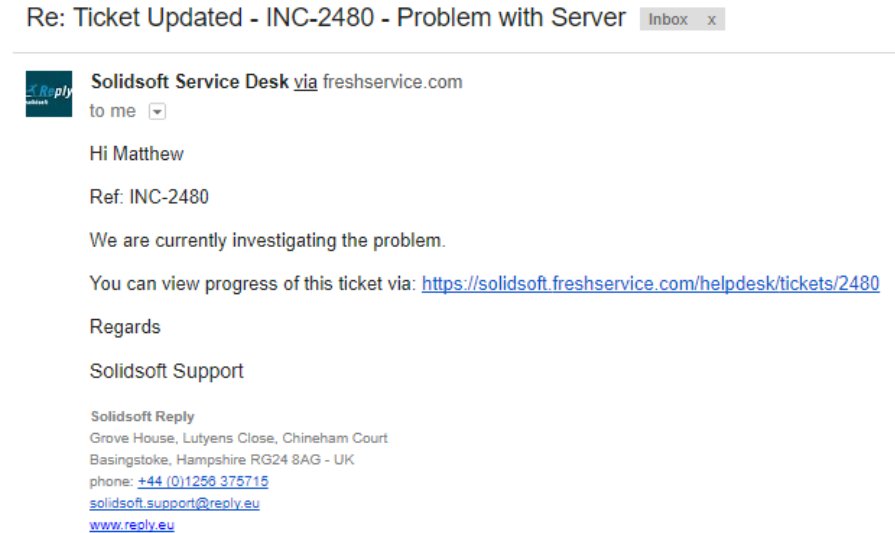 Re: Ticket Updated - INC-2480 - Problem with Server Inbox x
Reply
solidsoft
Solidsoft Service Desk via freshservice.com
to me
Hi Matthew
Ref: INC-2480
We are currently investigating the problem.
You can view progress of this ticket via: https://solidsoft.freshservice.com/helpdesk/tickets/2480
Regards
Solidsoft Support
Solidsoft Reply
Grove House, Lutyens Close, Chineham Court
Basingstoke, Hampshire RG24 8AG - UK
phone: +44 (0)1256 375715
solidsoft.support@reply.eu
www.reply.eu